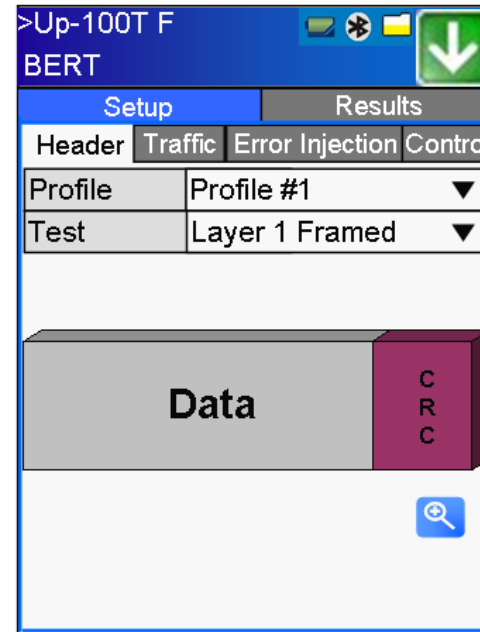 >Up-100T F
BERT
Setup Results
Header Traffic Error Injection Contro
Profile Profile #1
Test Layer 1 Framed
Data
C
R
C